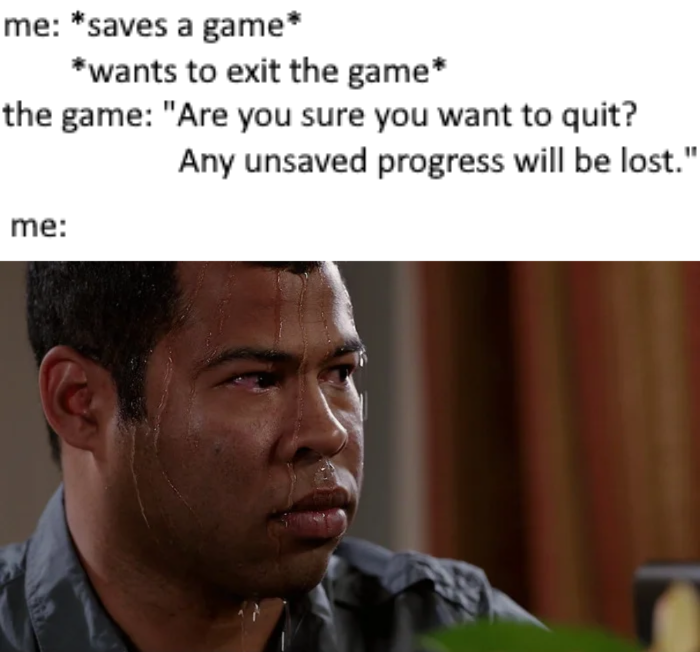 me: *saves a game*
*wants to exit the game*
the game: "Are you sure you want to quit?
Any unsaved progress will be lost."
me: